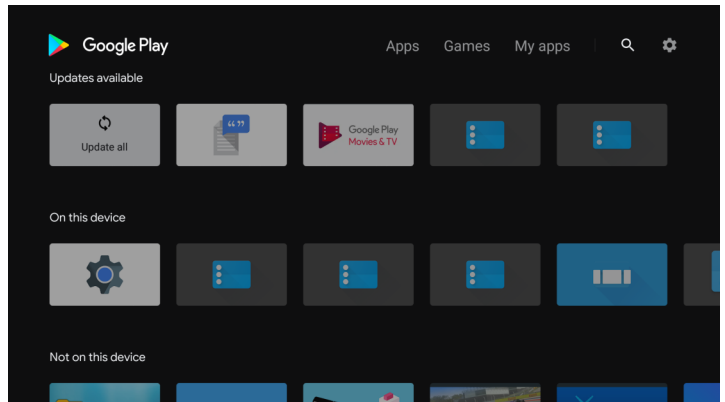 Google Play
Apps Games My apps
Updates available
Update all
Google Play
Movies & TV
On this device
Not on this device